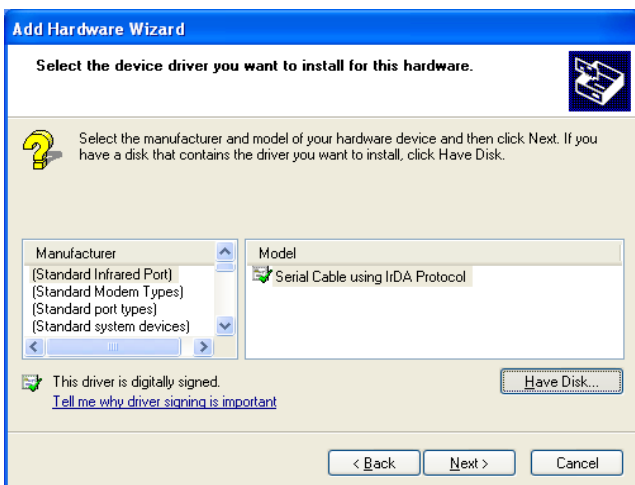 Add Hardware Wizard
Select the device driver you want to install for this hardware.
Select the manufacturer and model of your hardware device and then click Next. If you
have a disk that contains the driver you want to install, click Have Disk.
Manufacturer
(Standard Infrared Port)
(Standard Modem Types)
(Standard port types)
(Standard system devices)
Model
Serial Cable using IrDA Protocol
This driver is digitally signed.
Tell me why driver signing is important
Have Disk...
< Back
Next >
Cancel